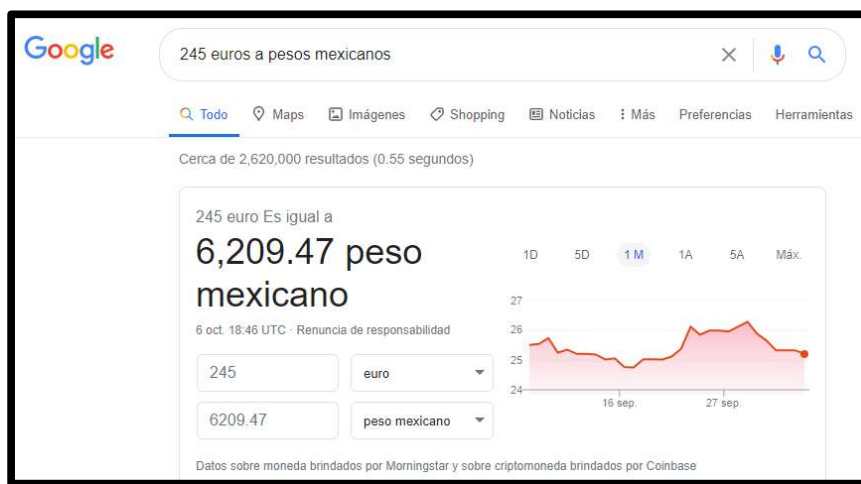 Google
245 euros a pesos mexicanos
Todo Maps Imágenes Shopping Noticias Más Preferencias Herramientas
Cerca de 2,620,000 resultados (0.55 segundos)
245 euro Es igual a
6,209.47 peso
mexicano
6 oct. 18:46 UTC · Renuncia de responsabilidad
245 euro
6209.47 peso mexicano
1D 5D 1 M 1A 5A Máx.
27
26
25
24
16 sep. 27 sep.
Datos sobre moneda brindados por Morningstar y sobre criptomoneda brindados por Coinbase